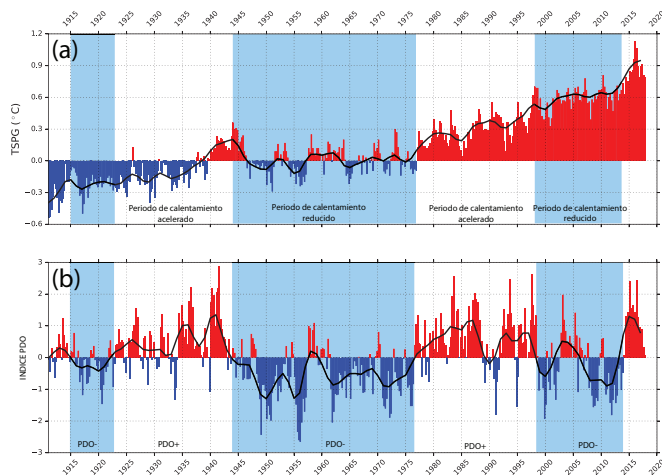 1915 1920 1925 1930 1935 1940 1945 1950 1955 1960 1965 1970 1975 1980 1985 1990 1995 2000 2005 2010 2015 2020
(a)
TSPG (°C)
1.2
0.9
0.6
0.3
0.0
−0.3
−0.6
Periodo de calentamiento
acelerado
Periodo de calentamiento
reducido
Periodo de calentamiento
acelerado
Periodo de calentamiento
reducido
(b)
INDICE PDO
3
2
1
0
−1
−2
−3
PDO- PDO+ PDO- PDO+ PDO-
1915 1920 1925 1930 1935 1940 1945 1950 1955 1960 1965 1970 1975 1980 1985 1990 1995 2000 2005 2010 2015 2020